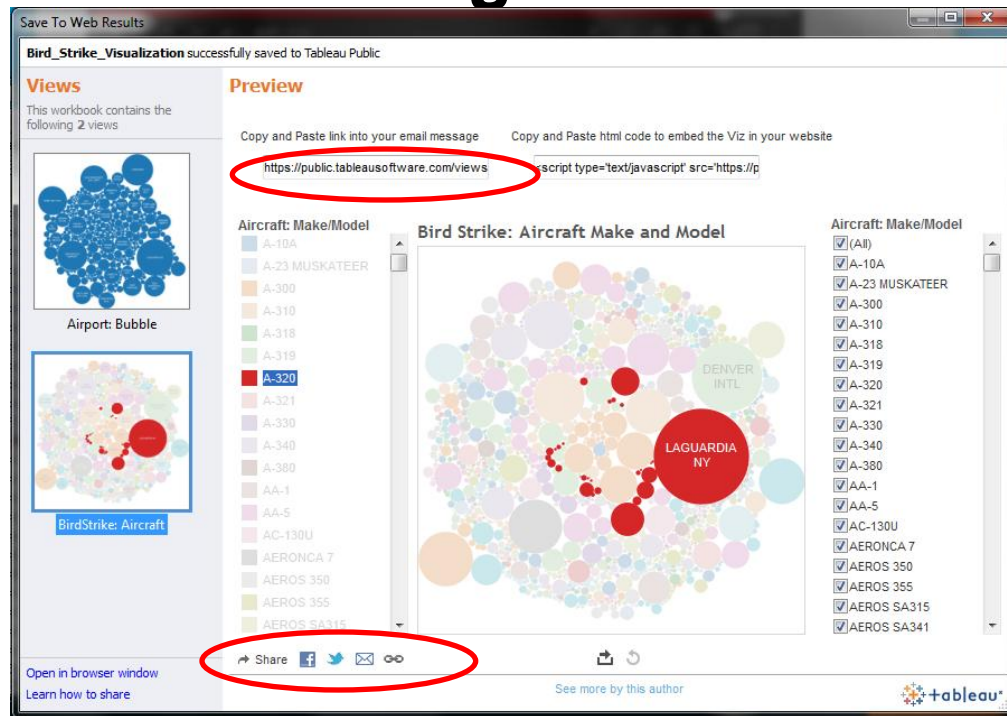 Save To Web Results
Bird_Strike_Visualization successfully saved to Tableau Public
Views
This workbook contains the
following 2 views
Airport: Bubble
BirdStrike: Aircraft
Open in browser window
Learn how to share
Preview
Copy and Paste link into your email message
https://public.tableausoftware.com/views
Copy and Paste html code to embed the Viz in your website
script type='text/javascript' src='https://p
Aircraft: Make/Model
A-10A
A-23 MUSKATEER
A-300
A-310
A-318
A-319
A-320
A-321
A-330
A-340
A-380
AA-1
AA-5
AC-130U
AERONCA 7
AEROS 350
AEROS 355
AEROS SA315
Bird Strike: Aircraft Make and Model
DENVER
INTL
LAGUARDIA
NY
Aircraft: Make/Model
(All)
A-10A
A-23 MUSKATEER
A-300
A-310
A-318
A-319
A-320
A-321
A-330
A-340
A-380
AA-1
AA-5
AC-130U
AERONCA 7
AEROS 350
AEROS 355
AEROS SA315
AEROS SA341
Share
See more by this author
+ableau